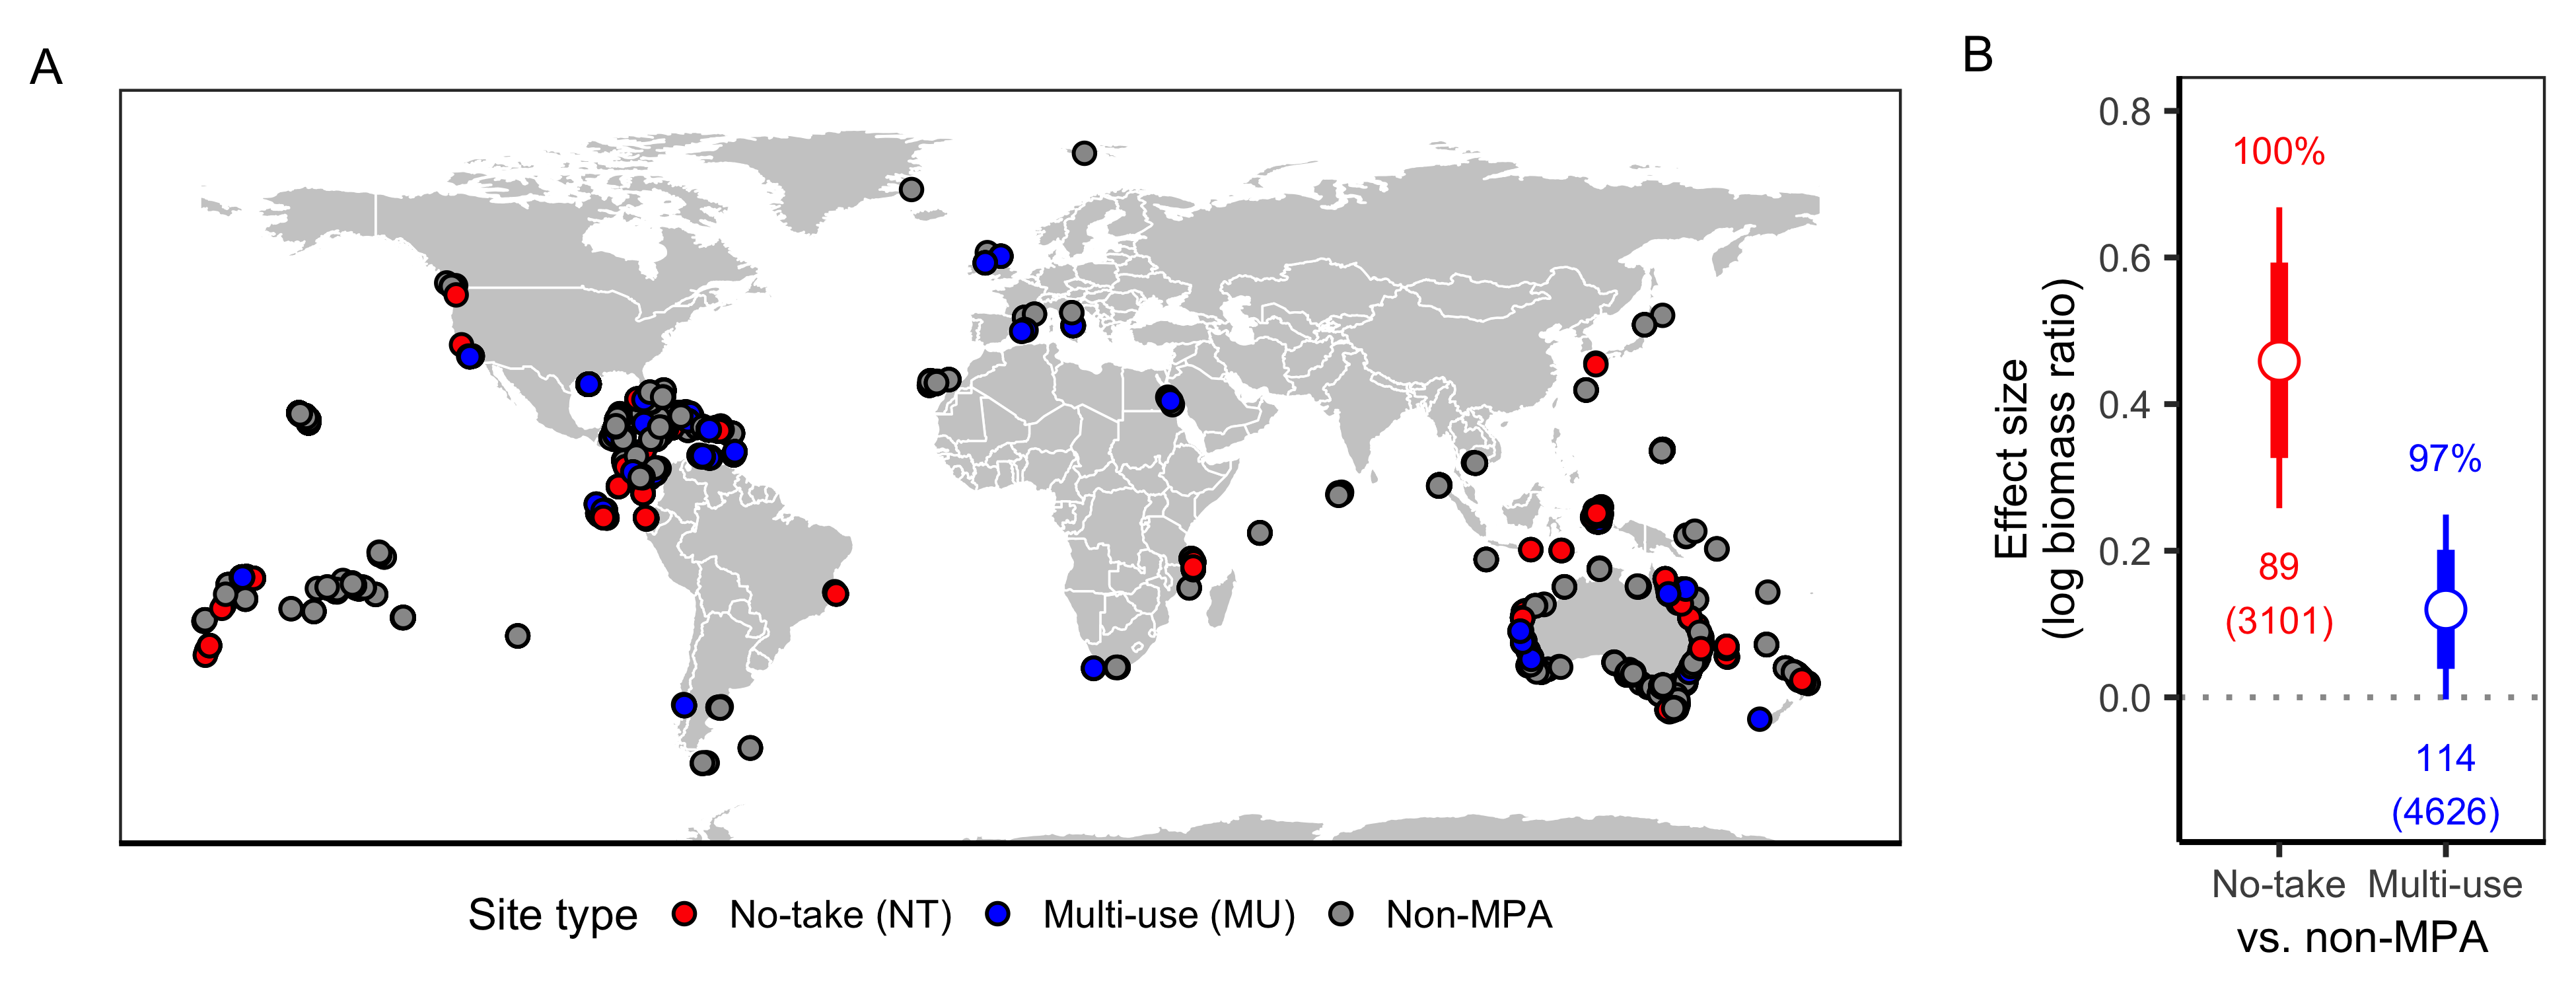 A
B
0.8
0.6
0.4
0.2
0.0
Effect size
(log biomass ratio)
100%
97%
89
(3101)
114
(4626)
No-take Multi-use
vs. non-MPA
Site type No-take (NT) Multi-use (MU) Non-MPA